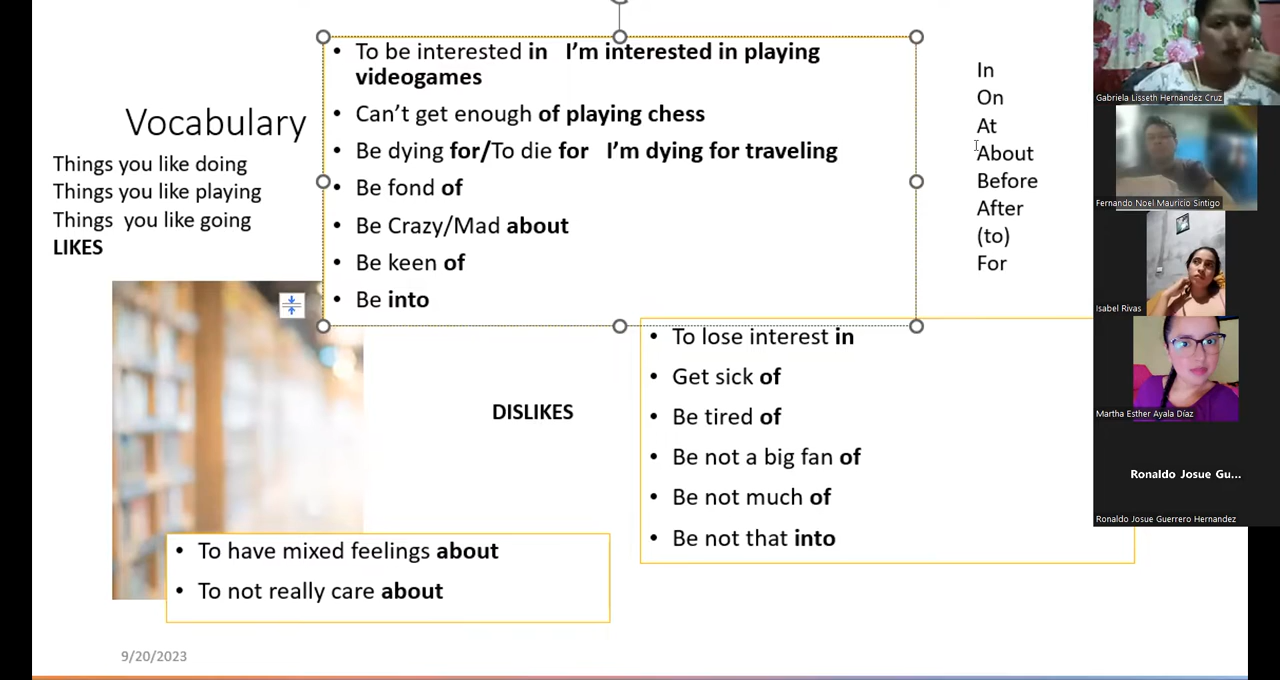 Vocabulary
Things you like doing
Things you like playing
Things  you like going
LIKES
• To be interested in   I'm interested in playing
videogames
• Can't get enough of playing chess
• Be dying for/To die for   I'm dying for traveling
• Be fond of
• Be Crazy/Mad about
• Be keen of
• Be into
In
On
At
About
Before
After
(to)
For
DISLIKES
• To lose interest in
• Get sick of
• Be tired of
• Be not a big fan of
• Be not much of
• Be not that into
• To have mixed feelings about
• To not really care about
9/20/2023
Gabriela Lisseth Hernández Cruz
Fernando Noel Mauricio Sintigo
Isabel Rivas
Martha Esther Ayala Díaz
Ronaldo Josue Gu...
Ronaldo Josue Guerrero Hernandez